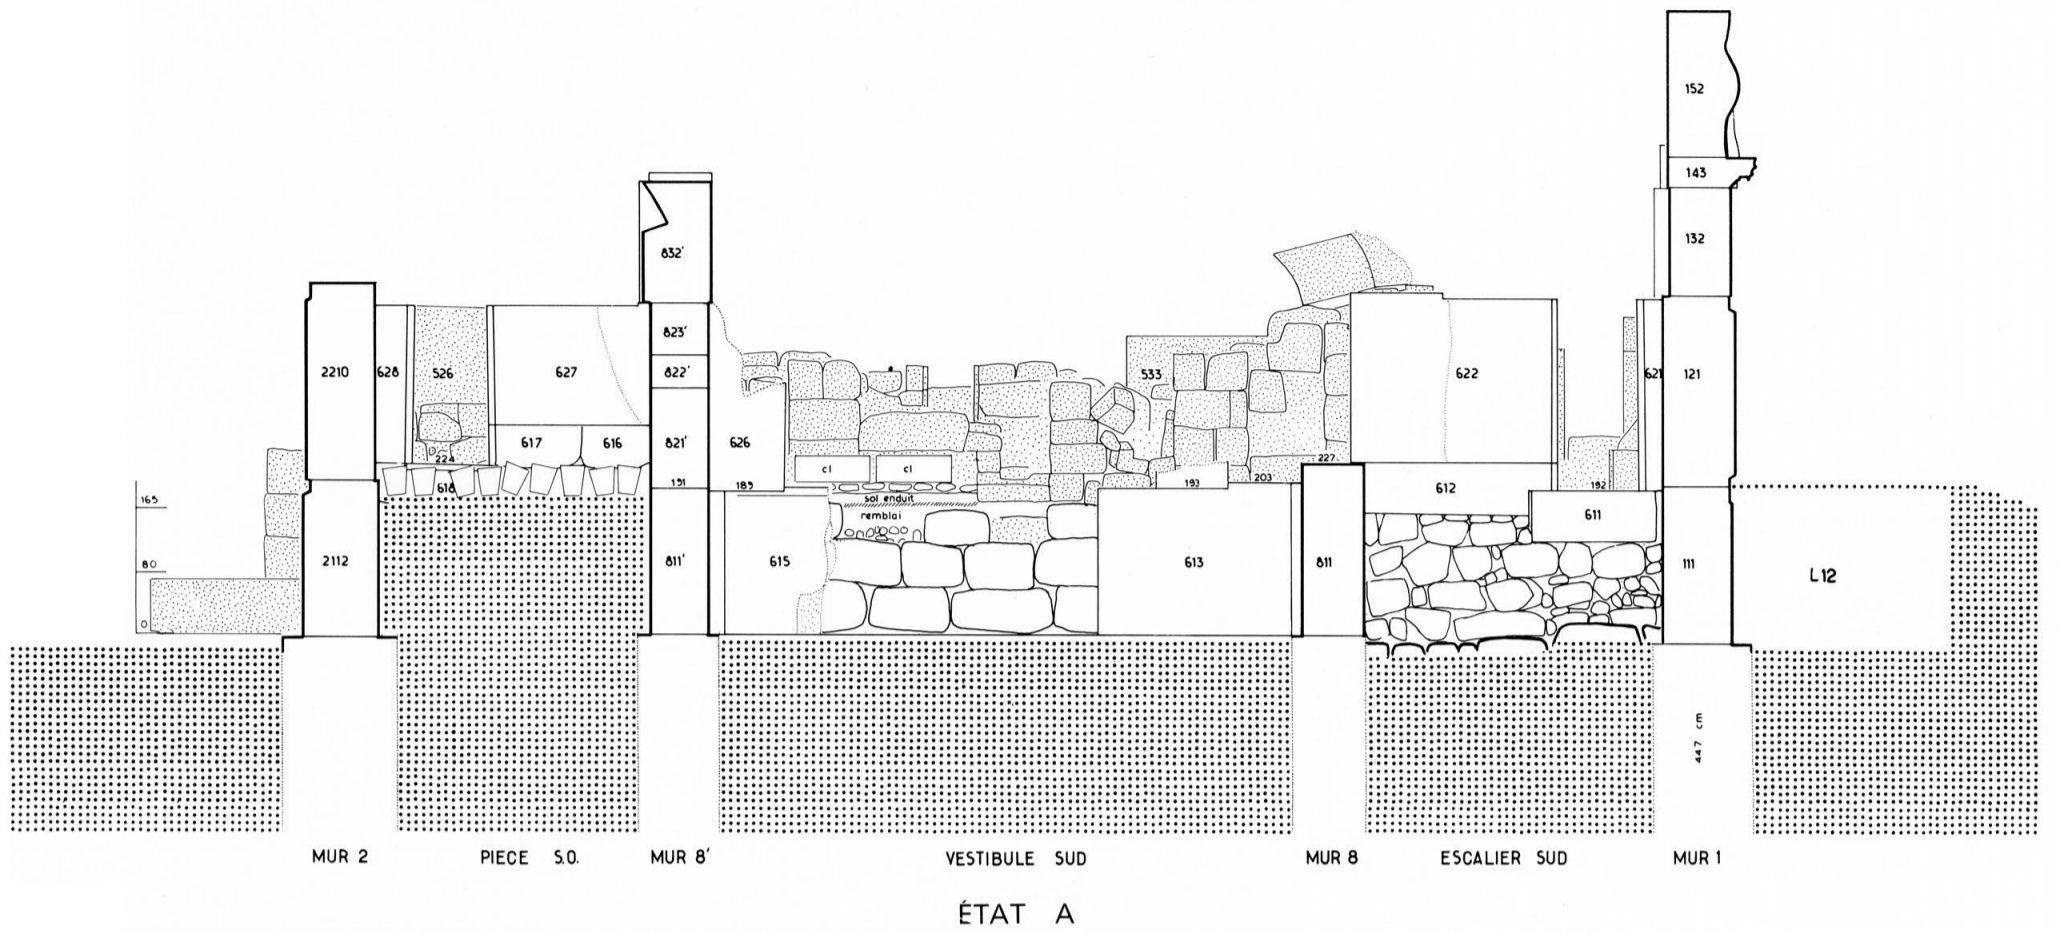 152
143
132
832'
823'
822'
2210
628
526
627
533
622
621
121
617
616
821'
626
cl
cl
227
224
618
191
189
193
203
612
192
165
sol enduit
remblai
611
80
2112
811'
615
613
811
111
L12
0
447 cm
MUR 2
PIECE S.O.
MUR 8'
VESTIBULE SUD
MUR 8
ESCALIER SUD
MUR 1
ÉTAT A